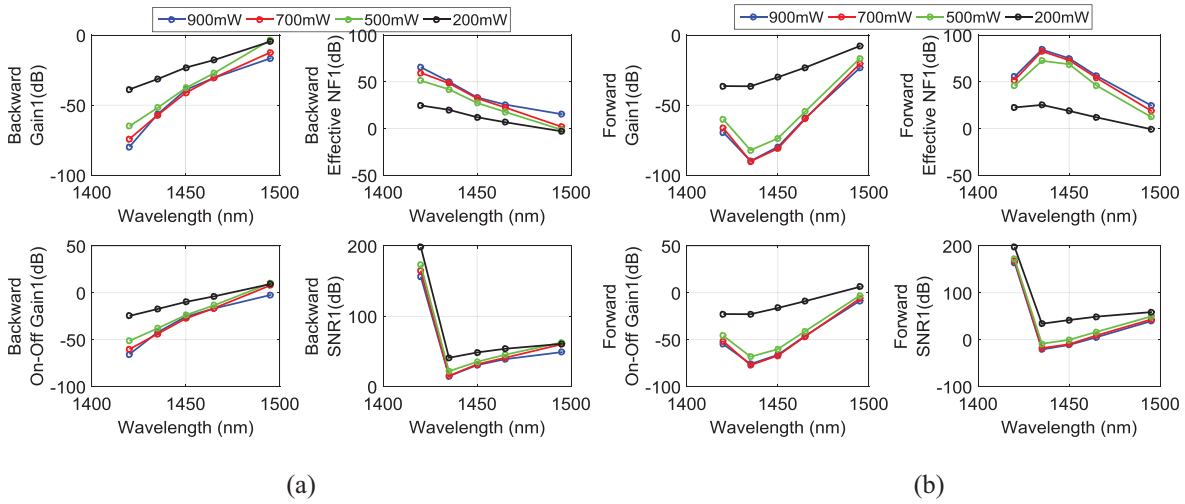 900mW 700mW 500mW 200mW
Backward
Gain1(dB)
0
-50
-100
1400 1450 1500
Wavelength (nm)
Backward
Effective NF1(dB)
100
50
0
-50
1400 1450 1500
Wavelength (nm)
Backward
On-Off Gain1(dB)
50
0
-50
-100
1400 1450 1500
Wavelength (nm)
Backward
SNR1(dB)
200
100
0
1400 1450 1500
Wavelength (nm)
(a)
900mW 700mW 500mW 200mW
Forward
Gain1(dB)
0
-50
-100
1400 1450 1500
Wavelength (nm)
Forward
Effective NF1(dB)
100
50
0
-50
1400 1450 1500
Wavelength (nm)
Forward
On-Off Gain1(dB)
50
0
-50
-100
1400 1450 1500
Wavelength (nm)
Forward
SNR1(dB)
200
100
0
-100
1400 1450 1500
Wavelength (nm)
(b)